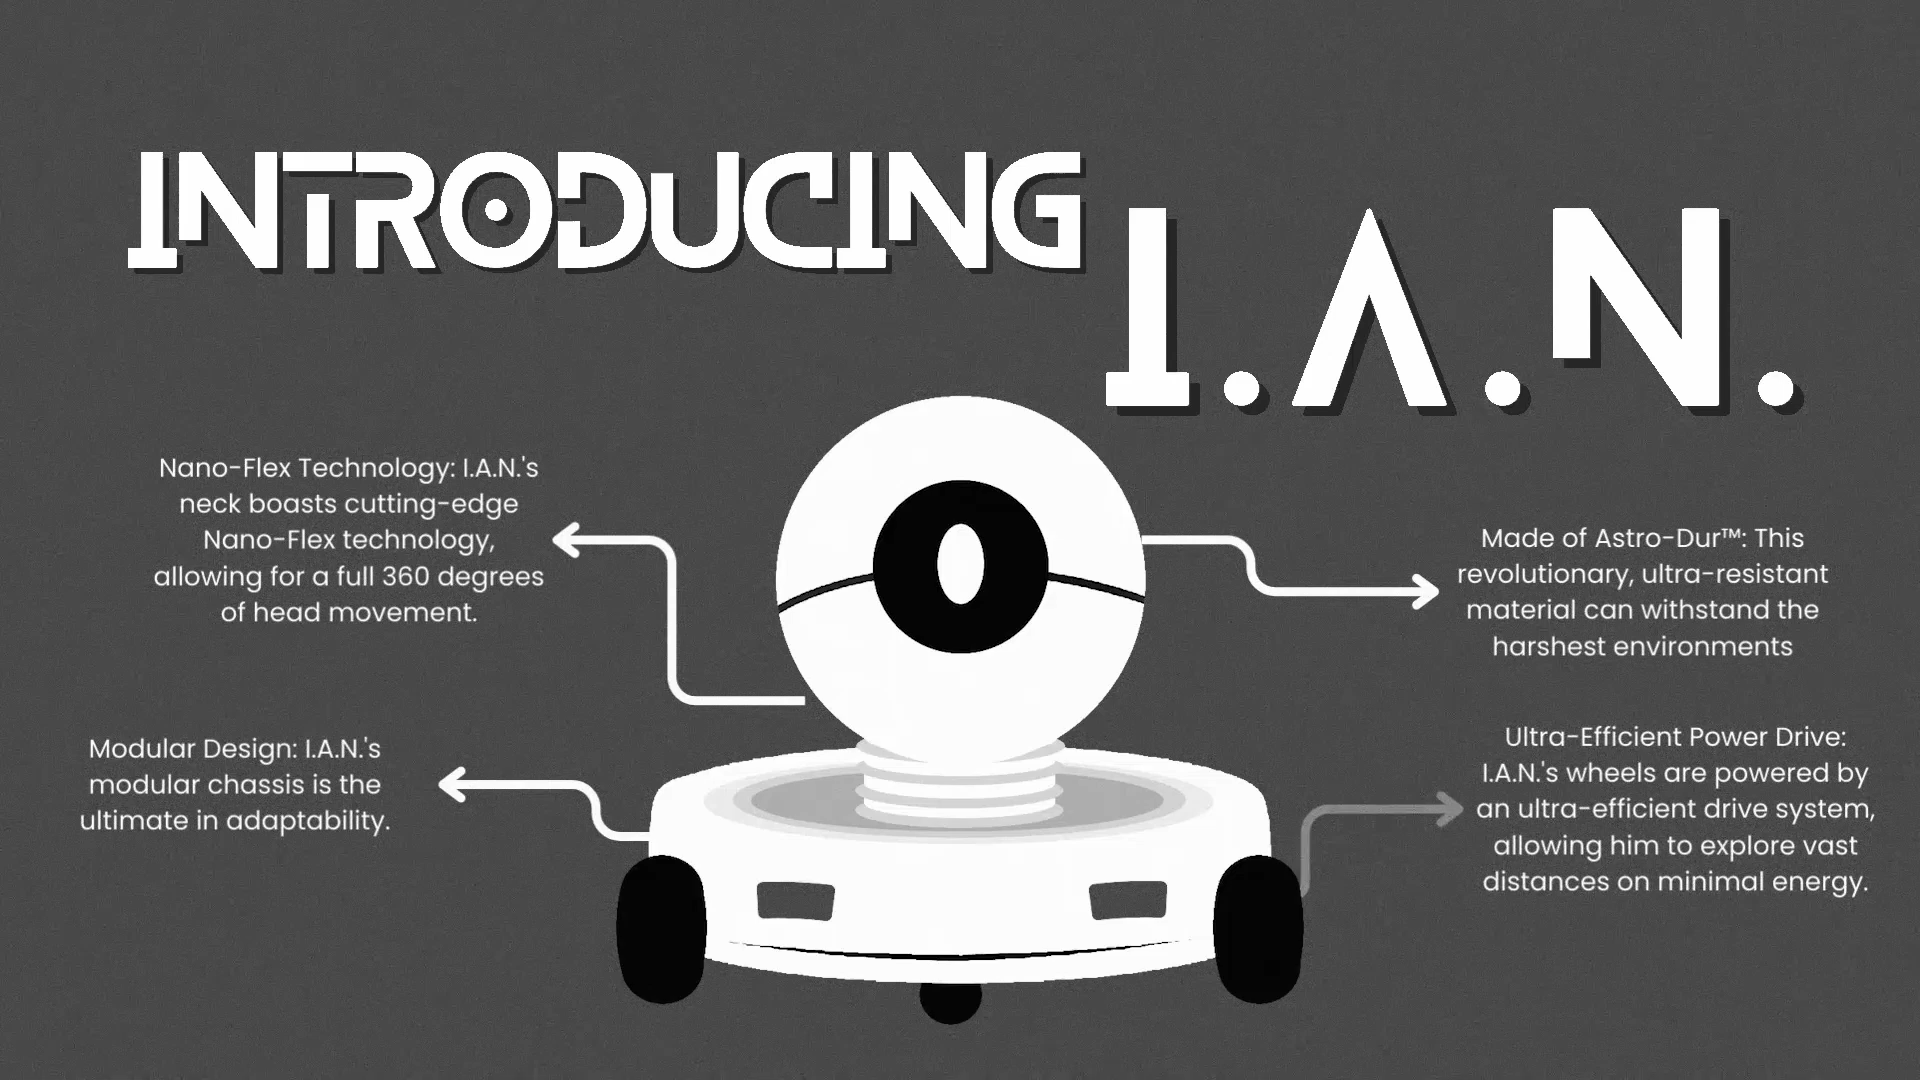 INTRODUCING
I.A.N.
Nano-Flex Technology: I.A.N.'s
neck boasts cutting-edge
Nano-Flex technology,
allowing for a full 360 degrees
of head movement.
Made of Astro-Dur™: This
revolutionary, ultra-resistant
material can withstand the
harshest environments
Modular Design: I.A.N.'s
modular chassis is the
ultimate in adaptability.
Ultra-Efficient Power Drive:
I.A.N.'s wheels are powered by
an ultra-efficient drive system,
allowing him to explore vast
distances on minimal energy.